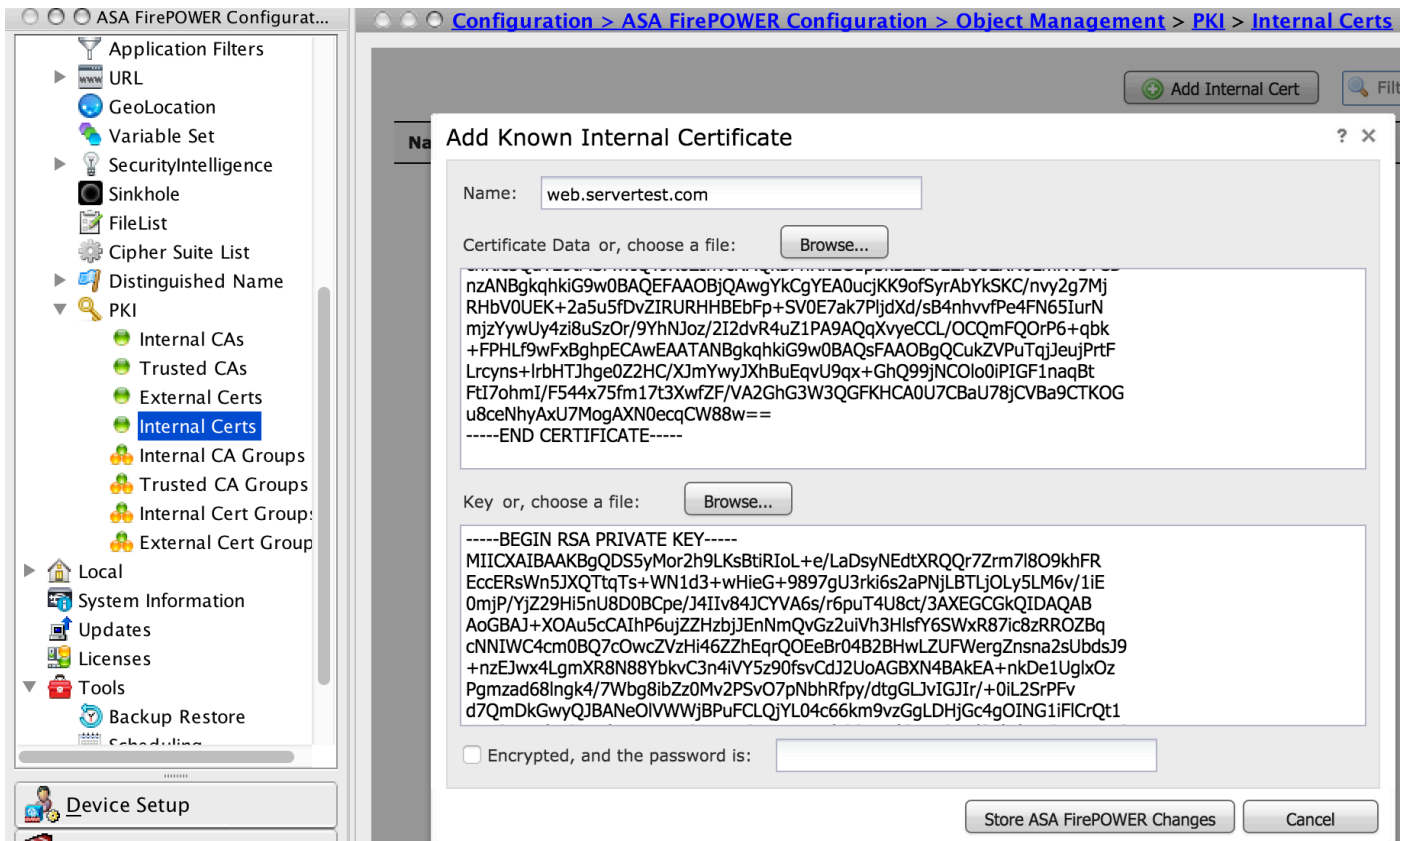 ASA FirePOWER Configurat...
Configuration > ASA FirePOWER Configuration > Object Management > PKI > Internal Certs
Application Filters
www URL
GeoLocation
Variable Set
SecurityIntelligence
Sinkhole
FileList
Cipher Suite List
Distinguished Name
PKI
Internal CAs
Trusted CAs
External Certs
Internal Certs
Internal CA Groups
Trusted CA Groups
Internal Cert Groups
External Cert Group
Local
System Information
Updates
Licenses
Tools
Backup Restore
Scheduling
Device Setup
Add Internal Cert
Filt
Na
Add Known Internal Certificate
? ×
Name: web.servertest.com
Certificate Data or, choose a file: Browse...
nzANBgkqhkiG9w0BAQEFAAOBjQAwgYkCgYEA0ucjKK9ofSyrAbYkSKC/nvy2g7Mj
RHbV0UEK+2a5u5fDvZIRURHHBEbFp+SV0E7ak7PljdXd/sB4nhvvfPe4FN65IurN
mjzYywUy4zi8uSzOr/9YhNJoz/2I2dvR4uZ1PA9AQqXvyeCCL/OCQmFQOrP6+qbk
+FPHLf9wFxBghpECAwEAATANBgkqhkiG9w0BAQsFAAOBgQCukZVPuTqjJeujPrtF
Lrcyns+lrbHTJhge0Z2HC/XJmYwyJXhBuEqvU9qx+GhQ99jNCOlo0iPIGF1naqBt
FtI7ohmI/F544x75fm17t3XwfZF/VA2GhG3W3QGFKHCA0U7CBaU78jCVBa9CTKOG
u8ceNhyAxU7MogAXN0ecqCW88w==
-----END CERTIFICATE-----
Key or, choose a file: Browse...
-----BEGIN RSA PRIVATE KEY-----
MIICXAIBAAKBgQDS5yMor2h9LKsBtiRIoL+e/LaDsyNEdtXRQQr7Zrm7l8O9khFR
EccERsWn5JXQTtqTs+WN1d3+wHieG+9897gU3rki6s2aPNjLBTLjOLy5LM6v/1iE
0mjP/YjZ29Hi5nU8D0BCpe/J4IIv84JCYVA6s/r6puT4U8ct/3AXEGCGkQIDAQAB
AoGBAJ+XOAu5cCAIhP6ujZZHzbjJEnNmQvGz2uiVh3HlsfY6SWxR87ic8zRROZBq
cNNIWC4cm0BQ7cOwcZVzHi46ZZhEqrQOEeBr04B2BHwLZUFWergZnsna2sUbdsJ9
+nzEJwx4LgmXR8N88YbkvC3n4iVY5z90fsvCdJ2UoAGBXN4BAkEA+nkDe1UglxOz
Pgmzad68lngk4/7Wbg8ibZz0Mv2PSvO7pNbhRfpy/dtgGLJvIGJIr/+0iL2SrPFv
d7QmDkGwyQJBANeOlVWWjBPuFCLQjYL04c66km9vzGgLDHjGc4gOING1iFlCrQt1
Encrypted, and the password is:
Store ASA FirePOWER Changes
Cancel